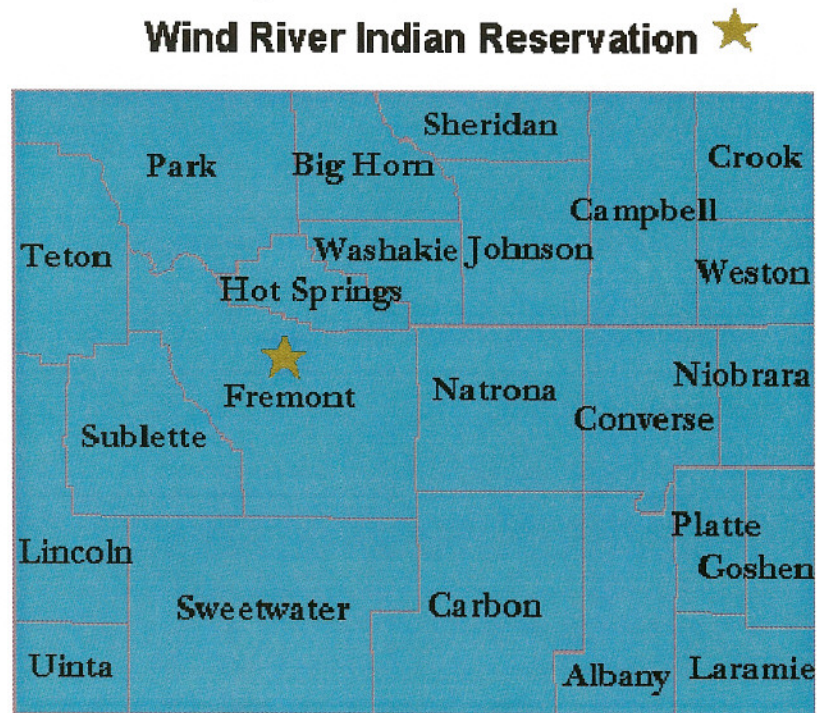 Wind River Indian Reservation
Sheridan
Park
Big Horn
Crook
Campbell
Teton
Washakie
Johnson
Weston
Hot Springs
Fremont
Natrona
Niobrara
Converse
Sublette
Platte
Lincoln
Goshen
Sweetwater
Carbon
Uinta
Albany
Laramie